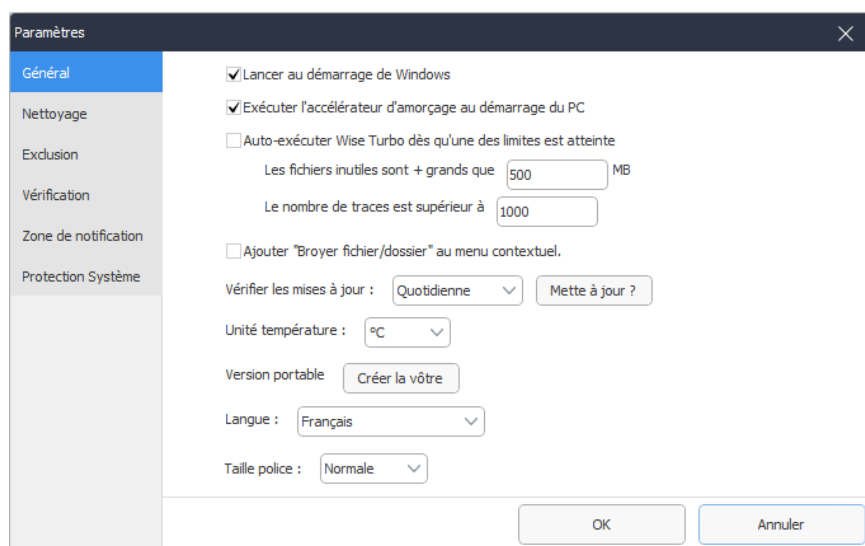 Paramètres
Général
Nettoyage
Exclusion
Vérification
Zone de notification
Protection Système
Lancer au démarrage de Windows
Exécuter l'accélérateur d'amorçage au démarrage du PC
Auto-exécuter Wise Turbo dès qu'une des limites est atteinte
Les fichiers inutiles sont + grands que 500 MB
Le nombre de traces est supérieur à 1000
Ajouter "Broyer fichier/dossier" au menu contextuel.
Vérifier les mises à jour : Quotidienne Mette à jour ?
Unité température : °C
Version portable Créer la vôtre
Langue : Français
Taille police : Normale
OK Annuler